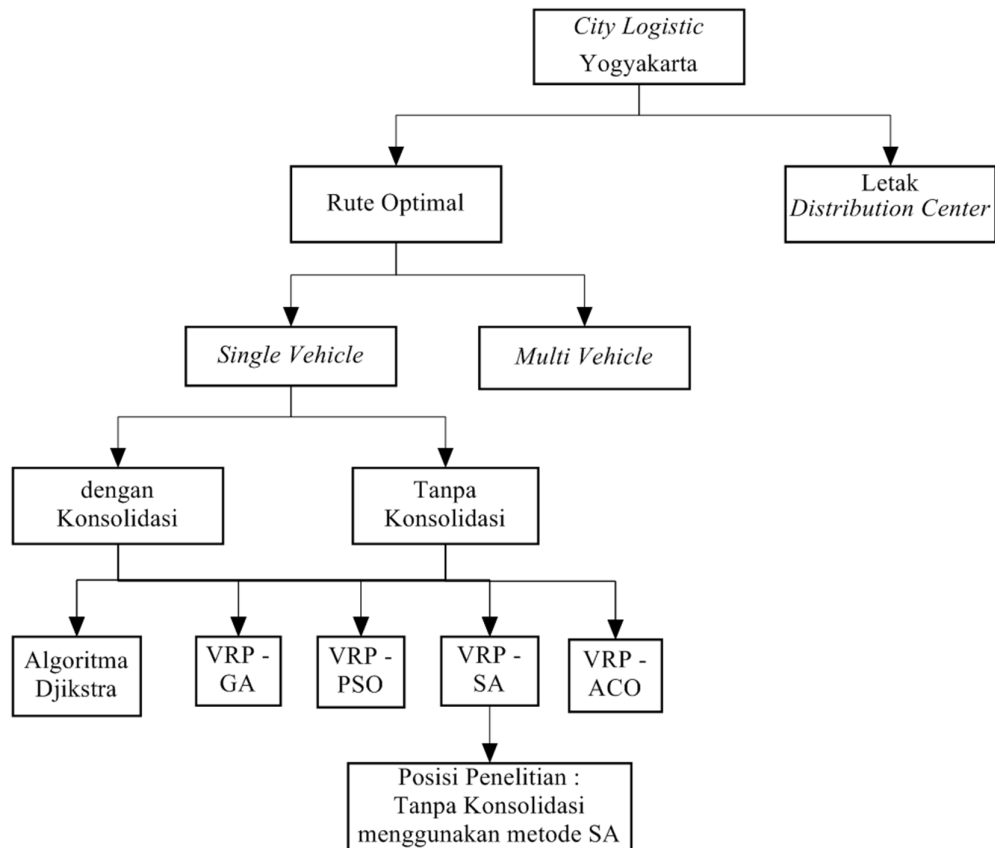 City Logistic
Yogyakarta
Rute Optimal
Letak
Distribution Center
Single Vehicle
Multi Vehicle
dengan
Konsolidasi
Tanpa
Konsolidasi
Algoritma
Djikstra
VRP -
GA
VRP -
PSO
VRP -
SA
VRP -
ACO
Posisi Penelitian :
Tanpa Konsolidasi
menggunakan metode SA